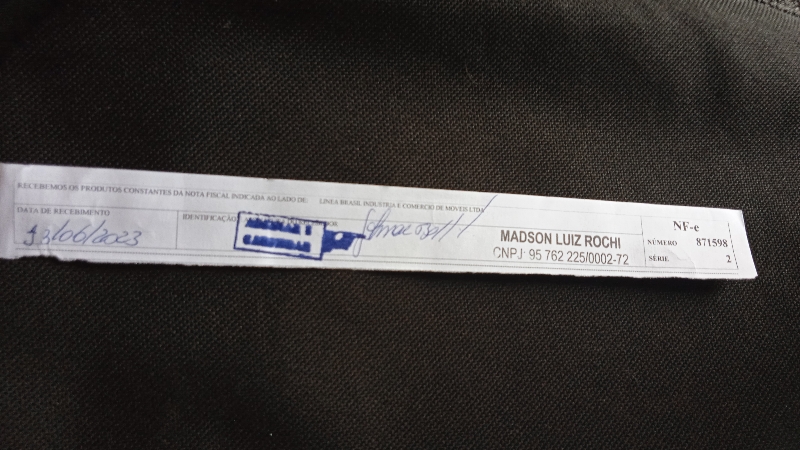 RECEBEMOS OS PRODUTOS CONSTANTES DA NOTA FISCAL INDICADA AO LADO DE LINEA BRASIL INDUSTRIA E COMERCIO DE MOVEIS LTDA
DATA DE RECEBIMENTO
IDENTIFICAÇÃO
13/06/2023
MADSON LUIZ ROCHI
CNPJ: 95 762 225/0002-72
NF-e
NÚMERO 871598
SÉRIE 2